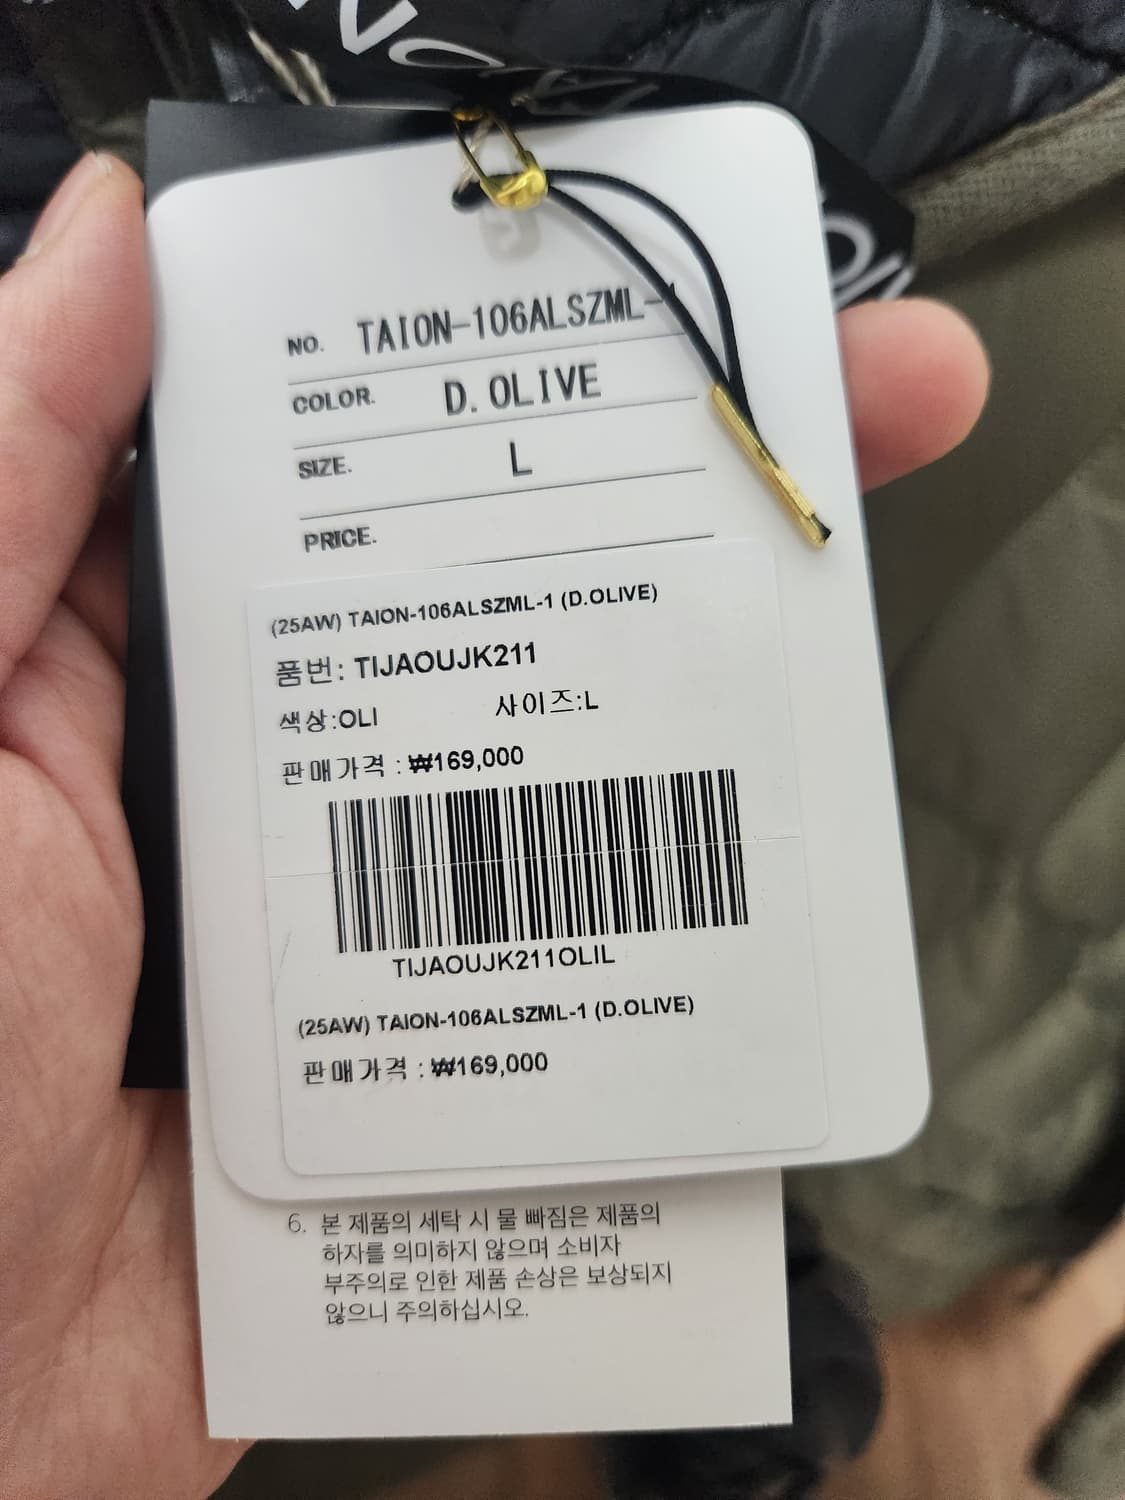 NO. TAION-106ALSZML-1
COLOR. D.OLIVE
SIZE. L
PRICE.
(25AW) TAION-106ALSZML-1 (D.OLIVE)
품번: TIJAOUJK211
색상:OLI 사이즈:L
판매가격 : ₩169,000
TIJAOUJK211OLIL
(25AW) TAION-106ALSZML-1 (D.OLIVE)
판매가격 : ₩169,000
6. 본 제품의 세탁 시 물 빠짐은 제품의
하자를 의미하지 않으며 소비자
부주의로 인한 제품 손상은 보상되지
않으니 주의하십시오.